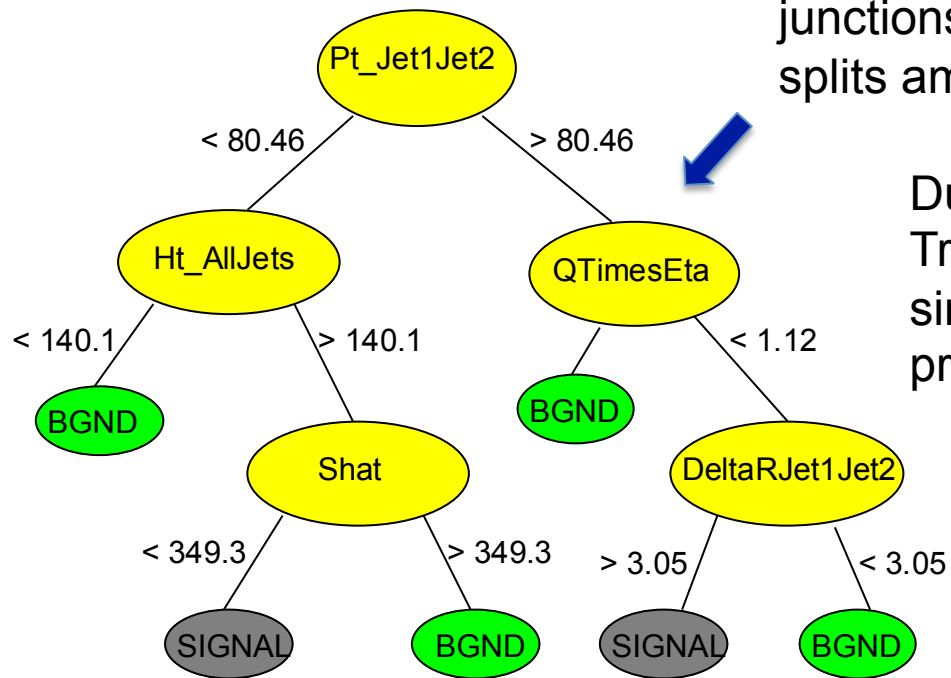 junctions
splits am
Pt_Jet1Jet2
< 80.46
> 80.46
Ht_AllJets
QTimesEta
< 140.1
> 140.1
< 1.12
BGND
BGND
Shat
DeltaRJet1Jet2
< 349.3
> 349.3
> 3.05
< 3.05
SIGNAL
BGND
SIGNAL
BGND
Du
Tr
sin
pr